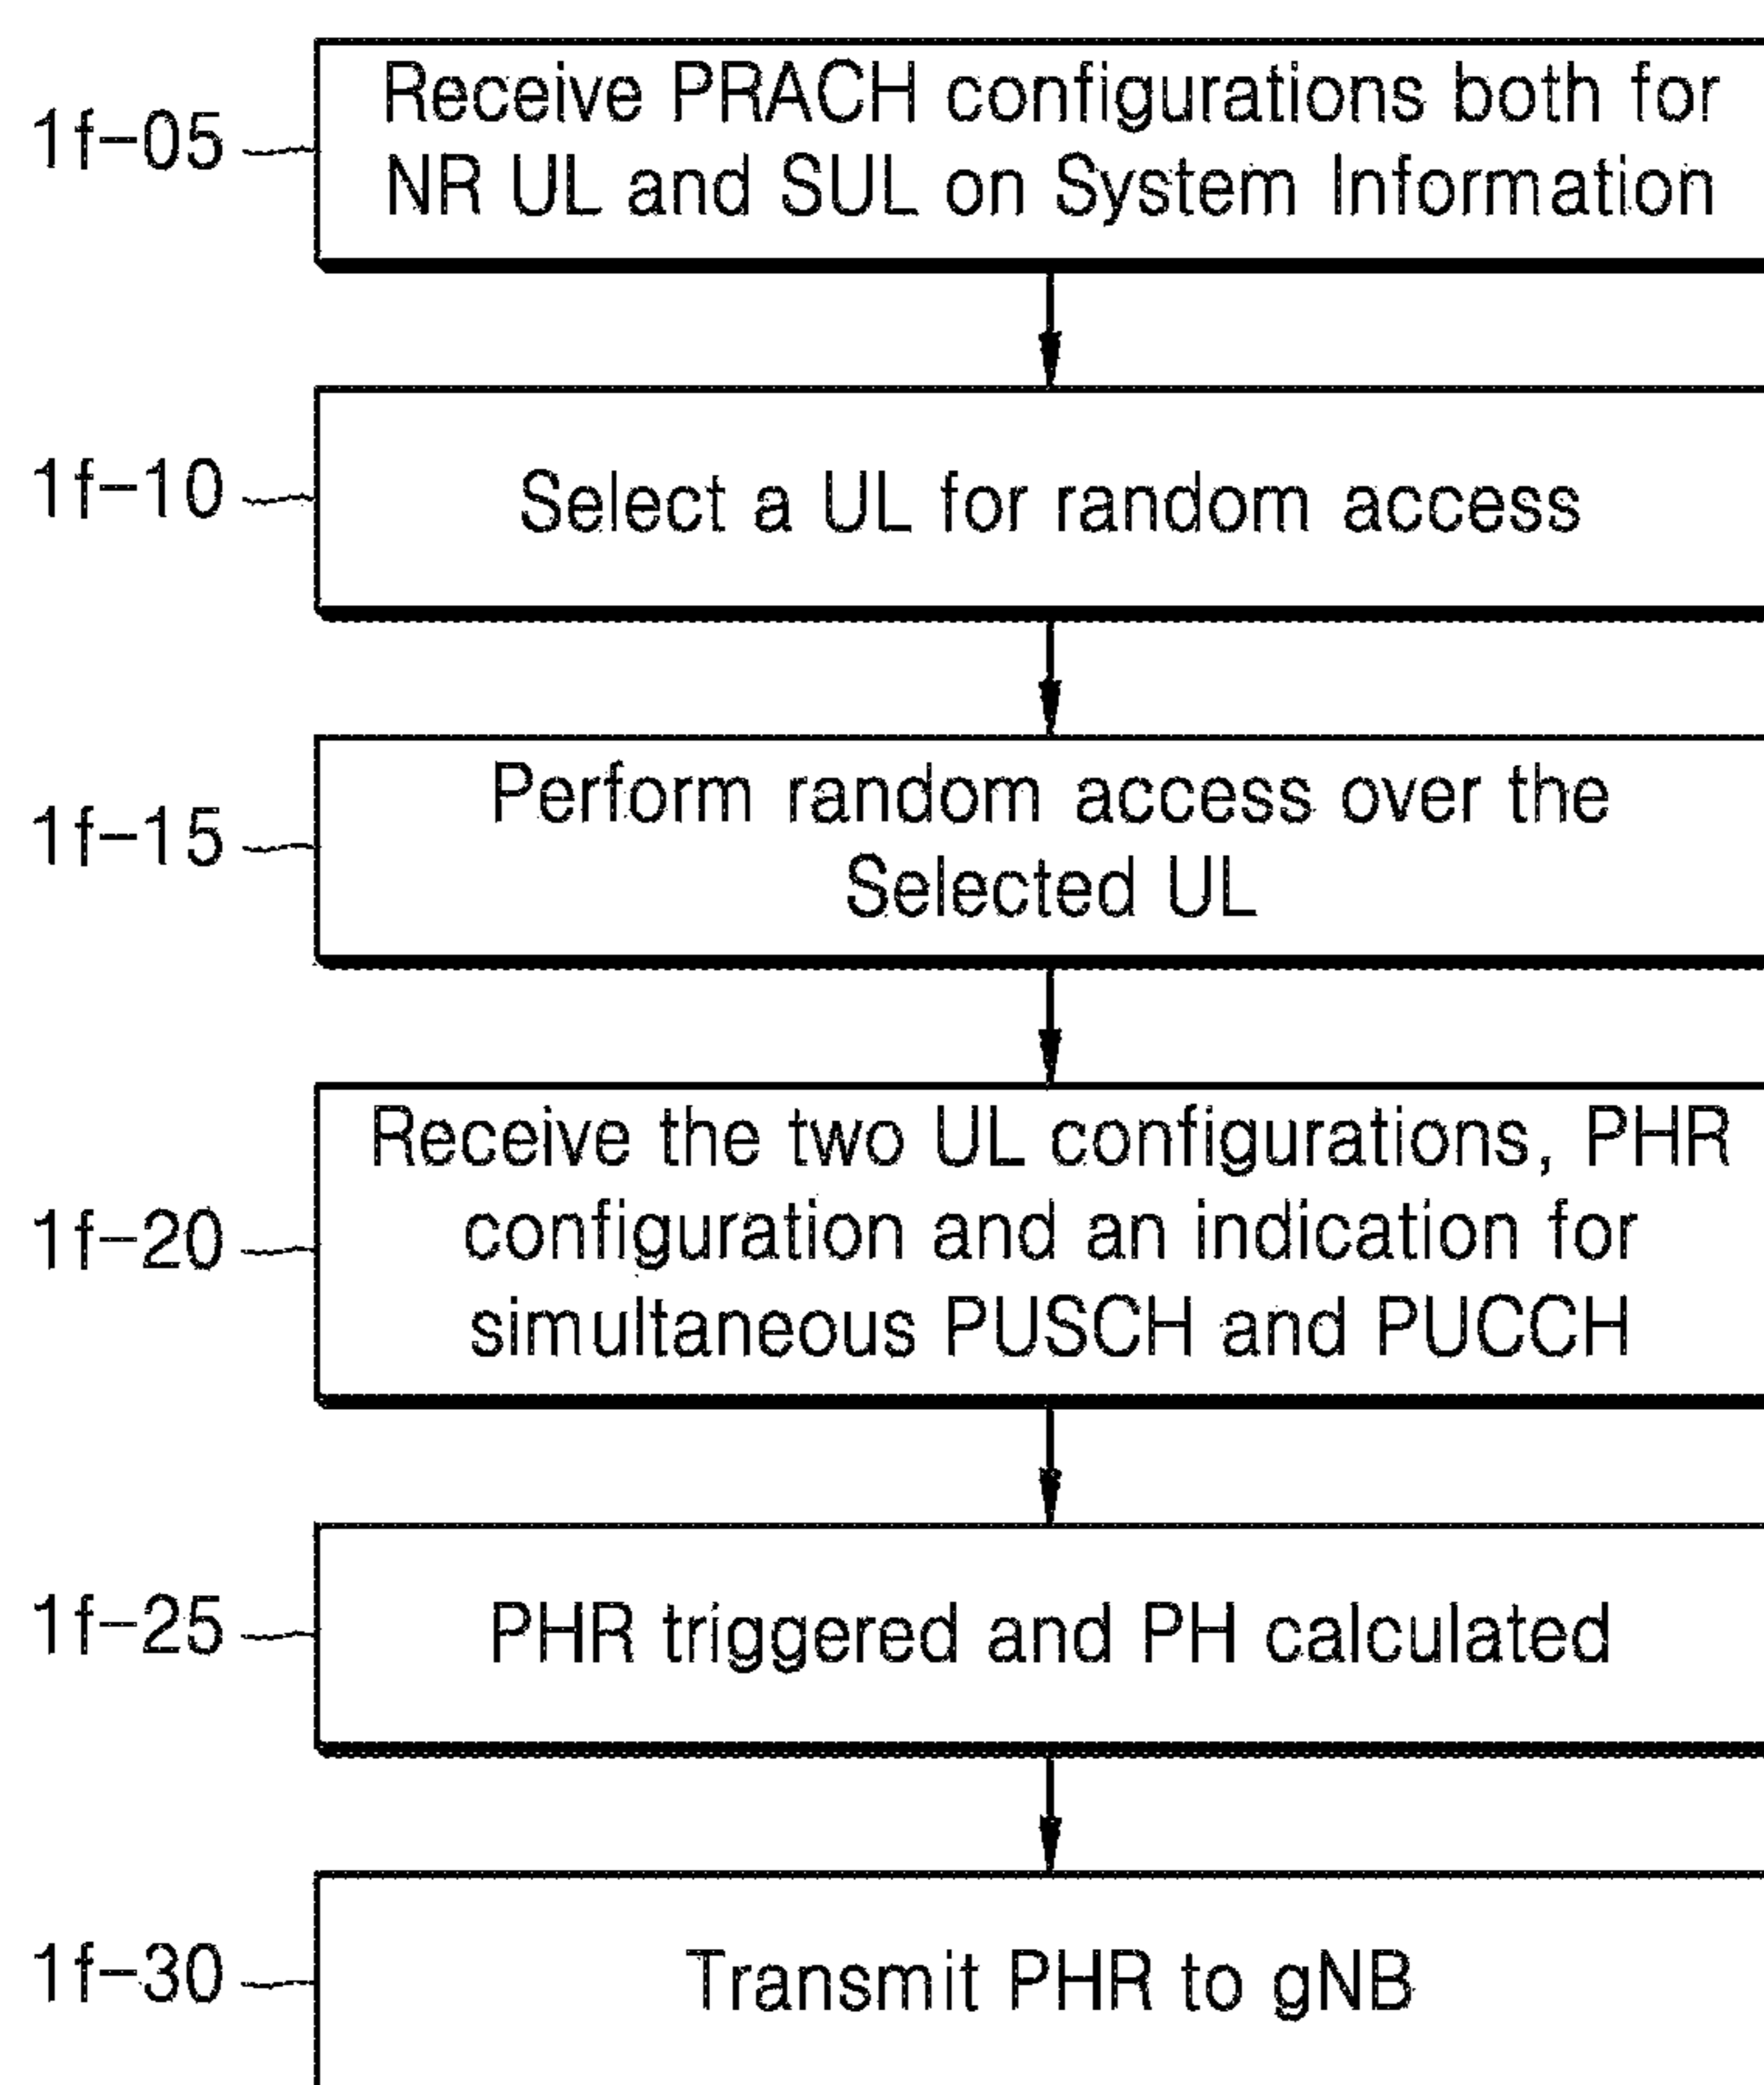 1f-05
Receive PRACH configurations both for
NR UL and SUL on System Information
1f-10
Select a UL for random access
1f-15
Perform random access over the
Selected UL
1f-20
Receive the two UL configurations, PHR
configuration and an indication for
simultaneous PUSCH and PUCCH
1f-25
PHR triggered and PH calculated
1f-30
Transmit PHR to gNB